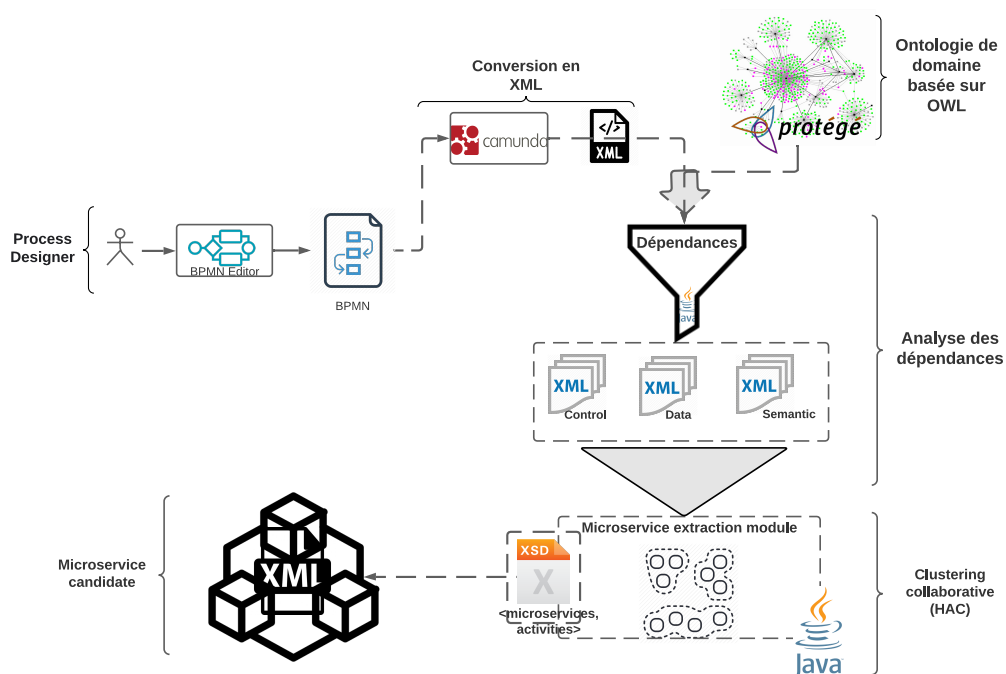 Conversion en
XML
camunda
</>
XML
protégé
Ontologie de
domaine
basée sur
OWL
Process
Designer
BPMN Editor
BPMN
Dépendances
Java
XML
Control
XML
Data
XML
Semantic
Analyse des
dépendances
Microservice extraction module
XSD
X
<microservices,
activities>
Java
Clustering
collaborative
(HAC)
XML
Microservice
candidate